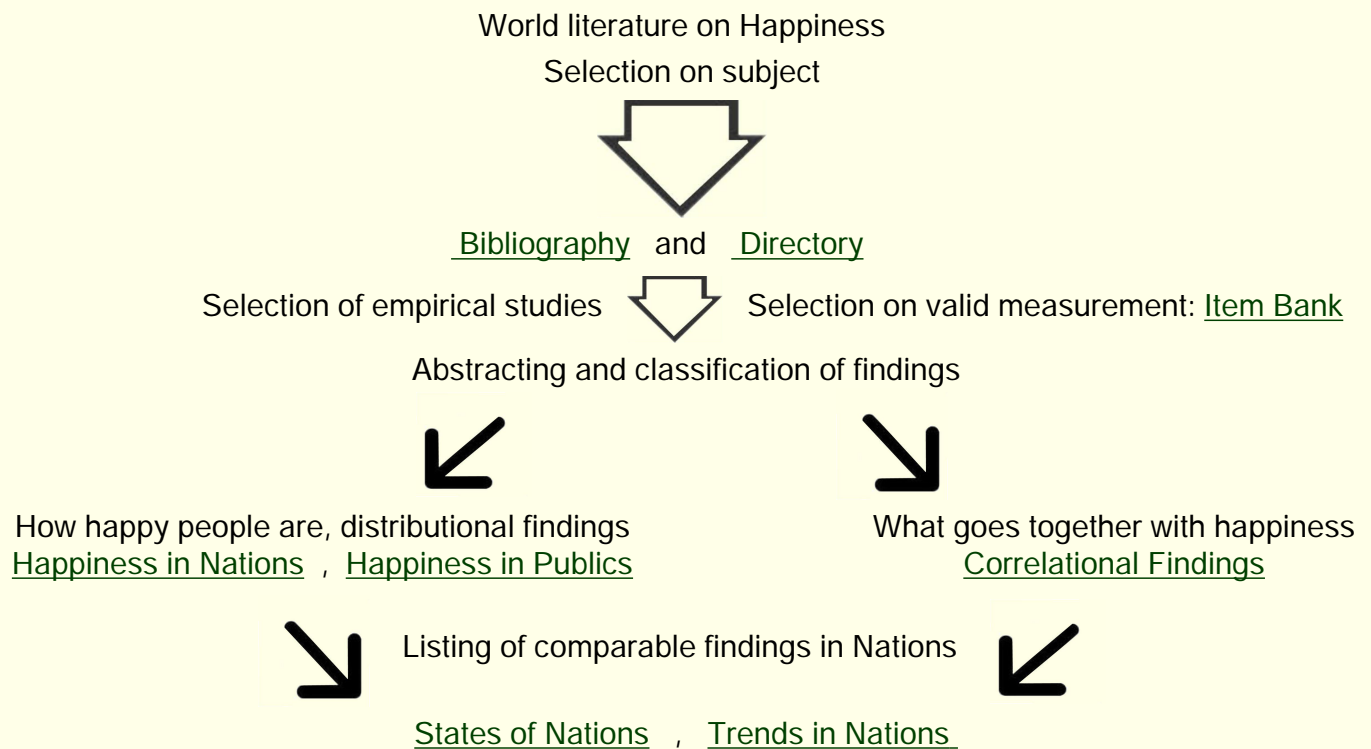 World literature on Happiness
Selection on subject
Bibliography and Directory
Selection of empirical studies Selection on valid measurement: Item Bank
Abstracting and classification of findings
How happy people are, distributional findings
Happiness in Nations , Happiness in Publics
What goes together with happiness
Correlational Findings
Listing of comparable findings in Nations
States of Nations , Trends in Nations